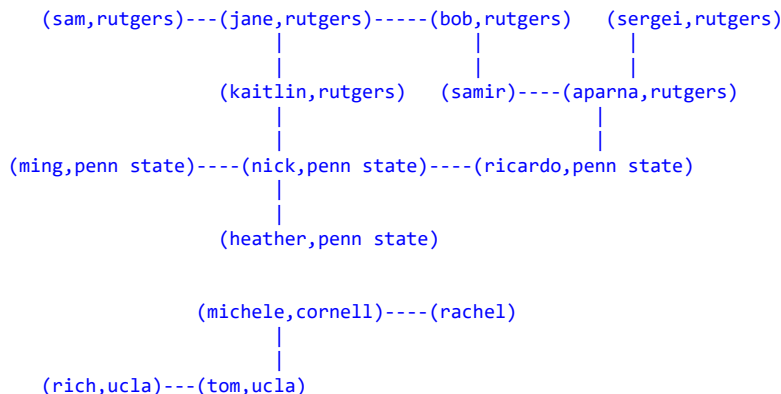 (sam,rutgers)---(jane,rutgers)-----(bob,rutgers)   (sergei,rutgers)
                     |                  |             |
                     |                  |             |
                (kaitlin,rutgers)   (samir)----(aparna,rutgers)
                     |                            |
                     |                            |
(ming,penn state)----(nick,penn state)----(ricardo,penn state)
                     |
                     |
                (heather,penn state)
(michele,cornell)----(rachel)
                     |
                     |
(rich,ucla)---(tom,ucla)